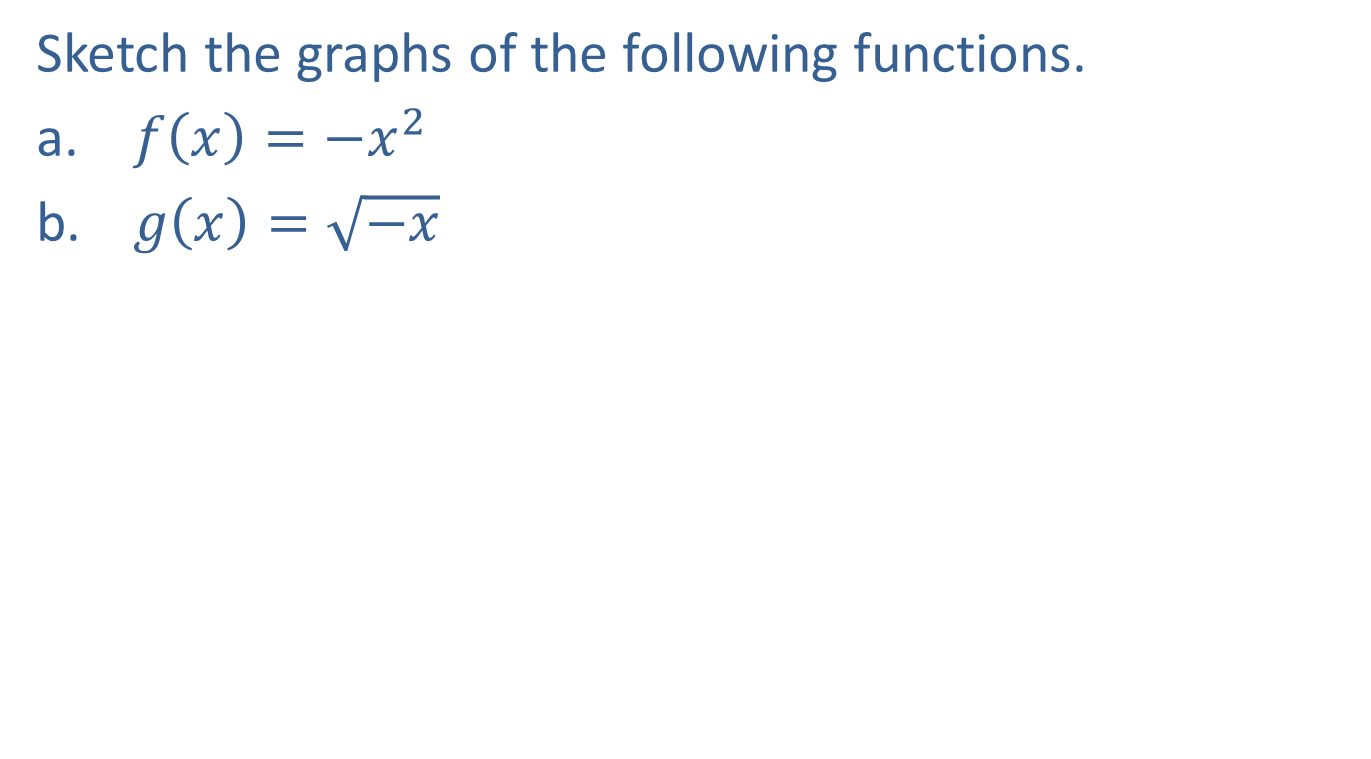 Sketch the graphs of the following functions.
a. f(x) = −x²
b. g(x) = √−x